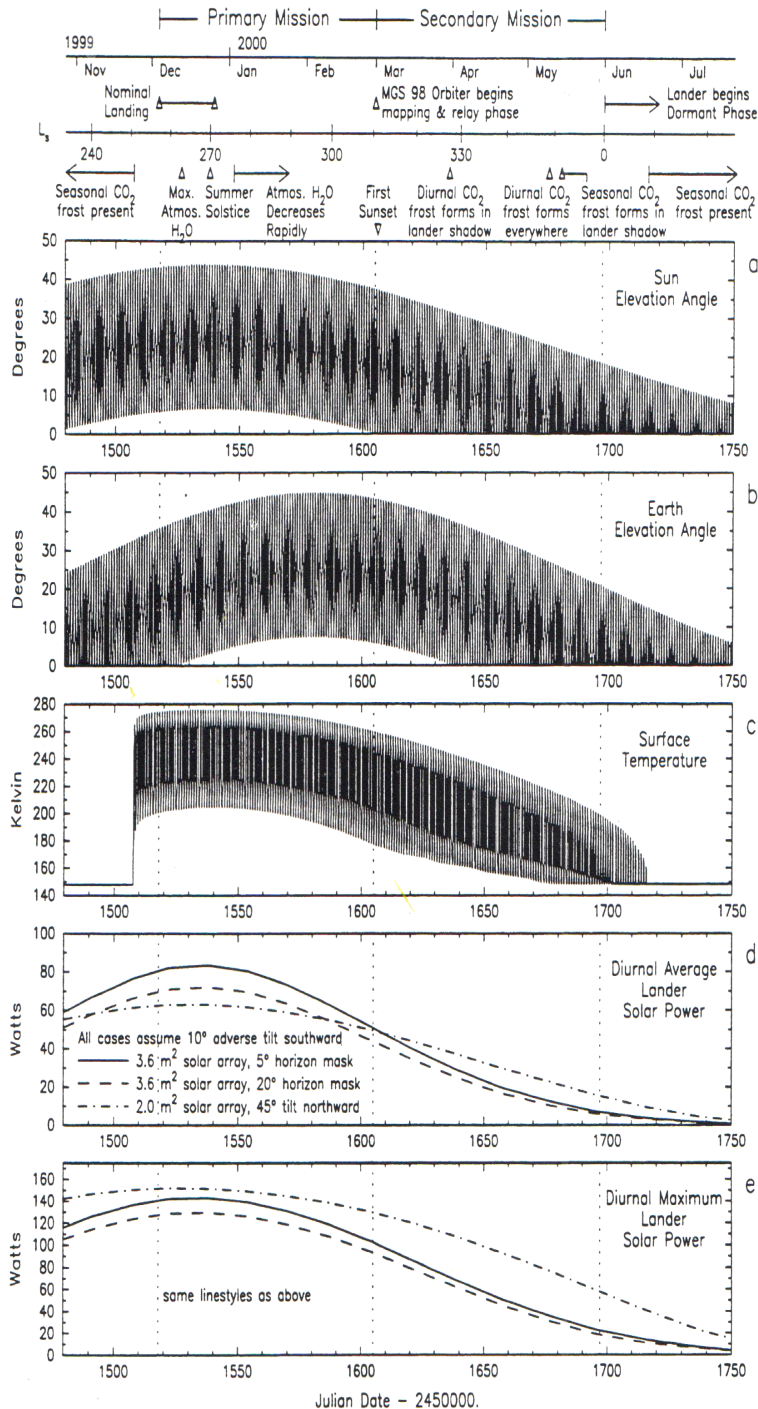 Primary Mission Secondary Mission
1999 2000
Nov Dec Jan Feb Mar Apr May Jun Jul
Nominal Landing
MGS 98 Orbiter begins mapping & relay phase
Lander begins Dormant Phase
Ls
240 270 300 330 0
Seasonal CO2 frost present
Max. Atmos. H2O
Summer Solstice
Atmos. H2O Decreases Rapidly
First Sunset
Diurnal CO2 frost forms in lander shadow
Diurnal CO2 frost forms everywhere
Seasonal CO2 frost forms in lander shadow
Seasonal CO2 frost present
a
Sun
Elevation Angle
Degrees
50
40
30
20
10
0
1500 1550 1600 1650 1700 1750
b
Earth
Elevation Angle
Degrees
50
40
30
20
10
0
1500 1550 1600 1650 1700 1750
c
Surface
Temperature
Kelvin
280
260
240
220
200
180
160
140
1500 1550 1600 1650 1700 1750
d
Diurnal Average
Lander
Solar Power
Watts
100
80
60
40
20
0
All cases assume 10° adverse tilt southward
3.6 m2 solar array, 5° horizon mask
3.6 m2 solar array, 20° horizon mask
2.0 m2 solar array, 45° tilt northward
1500 1550 1600 1650 1700 1750
e
Diurnal Maximum
Lander
Solar Power
Watts
160
140
120
100
80
60
40
20
0
same linestyles as above
1500 1550 1600 1650 1700 1750
Julian Date - 2450000.